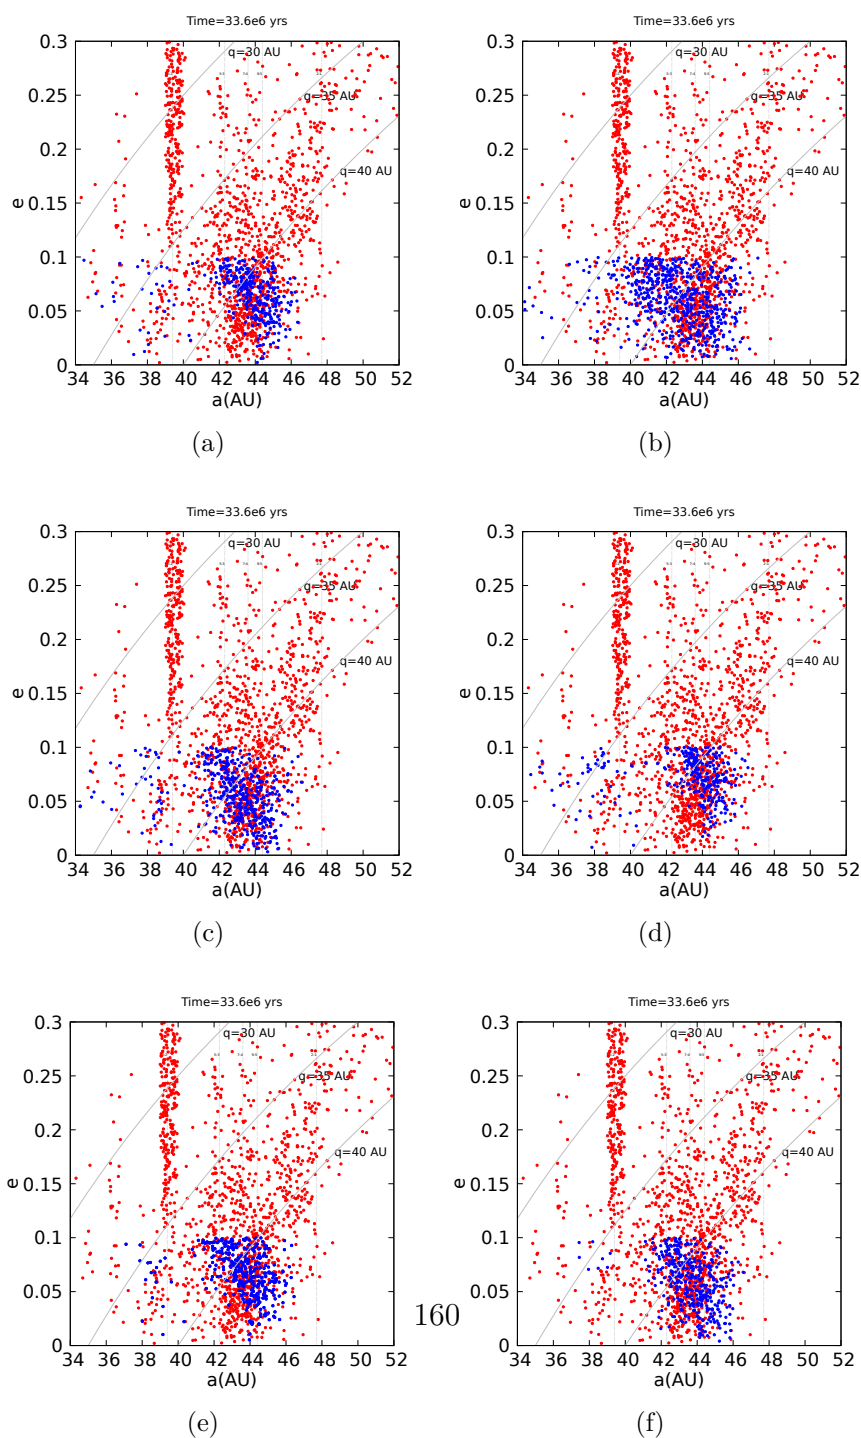 Time=33.6e6 yrs
Time=33.6e6 yrs
0.3
0.25
0.2
0.15
0.1
0.05
0
e
q=30 AU
q=35 AU
q=40 AU
34 36 38 40 42 44 46 48 50 52
a(AU)
0.3
0.25
0.2
0.15
0.1
0.05
0
e
q=30 AU
q=35 AU
q=40 AU
34 36 38 40 42 44 46 48 50 52
a(AU)
(a)
(b)
Time=33.6e6 yrs
Time=33.6e6 yrs
0.3
0.25
0.2
0.15
0.1
0.05
0
e
q=30 AU
q=35 AU
q=40 AU
34 36 38 40 42 44 46 48 50 52
a(AU)
0.3
0.25
0.2
0.15
0.1
0.05
0
e
q=30 AU
q=35 AU
q=40 AU
34 36 38 40 42 44 46 48 50 52
a(AU)
(c)
(d)
Time=33.6e6 yrs
Time=33.6e6 yrs
0.3
0.25
0.2
0.15
0.1
0.05
0
e
q=30 AU
q=35 AU
q=40 AU
34 36 38 40 42 44 46 48 50 52
a(AU)
0.3
0.25
0.2
0.15
0.1
0.05
0
e
q=30 AU
q=35 AU
q=40 AU
34 36 38 40 42 44 46 48 50 52
a(AU)
160
(e)
(f)